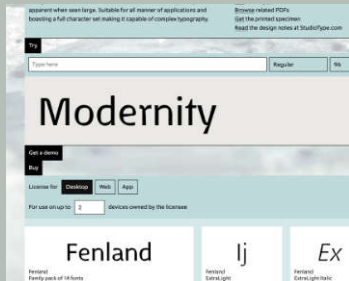 apparent when seen large. Suitable for all manner of applications and
boasting a full character set making it capable of complex typography.
Browse related PDFs
Get the printed specimen
Read the design notes at StudioType.com
Try
Type here
Regular
96
Modernity
Get a demo
Buy
License for Desktop Web App
For use on up to 2 devices owned by the licensee
Fenland
Ij
Ex
Fenland
Family pack of 14 fonts
Fenland
ExtraLight
Fenland
ExtraLight Italic